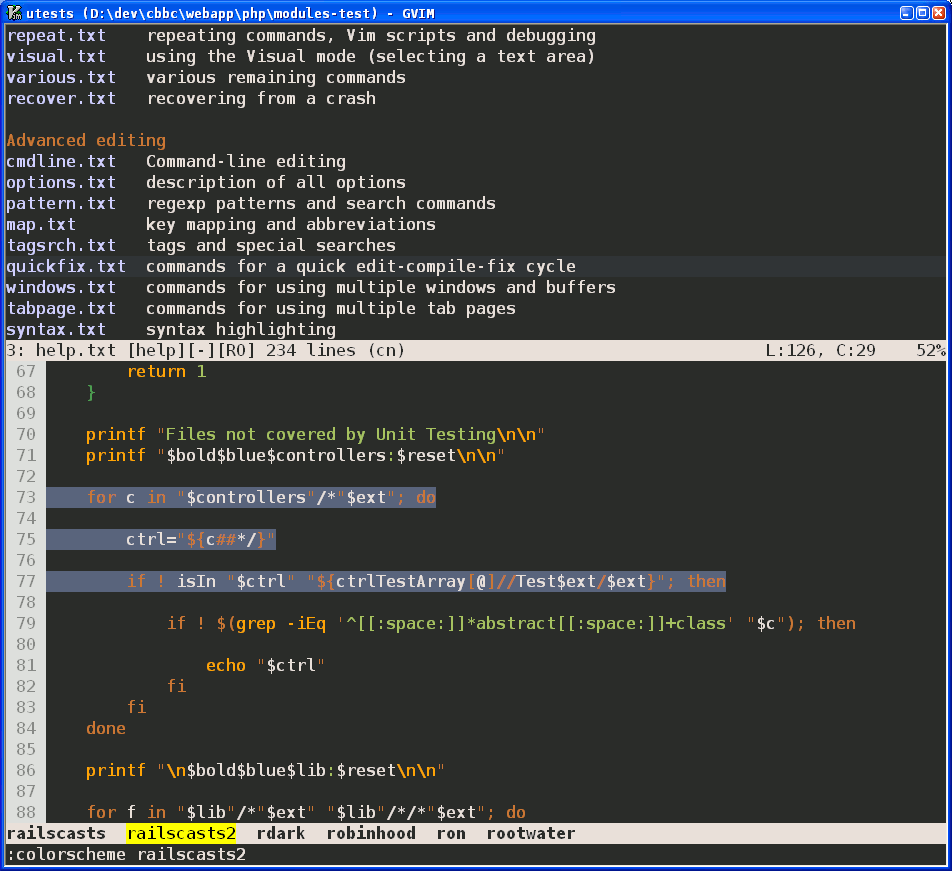 utests (D:\dev\cbbc\webapp\php\modules-test) - GVIM
repeat.txt    repeating commands, Vim scripts and debugging
visual.txt    using the Visual mode (selecting a text area)
various.txt   various remaining commands
recover.txt   recovering from a crash
Advanced editing
cmdline.txt   Command-line editing
options.txt   description of all options
pattern.txt   regexp patterns and search commands
map.txt       key mapping and abbreviations
tagsrch.txt   tags and special searches
quickfix.txt  commands for a quick edit-compile-fix cycle
windows.txt   commands for using multiple windows and buffers
tabpage.txt   commands for using multiple tab pages
syntax.txt    syntax highlighting
3: help.txt [help][-][RO] 234 lines (cn)                                    L:126, C:29    52%
67         return 1
68     }
69
70     printf "Files not covered by Unit Testing\n\n"
71     printf "$bold$blue$controllers:$reset\n\n"
72
73     for c in "$controllers"/*"$ext"; do
74
75         ctrl="${c##*/}"
76
77         if ! isIn "$ctrl" "${ctrlTestArray[@]//Test$ext/$ext}"; then
78
79             if ! $(grep -iEq '^[[:space:]]*abstract[[:space:]]+class' "$c"); then
80
81                 echo "$ctrl"
82             fi
83         fi
84     done
85
86     printf "\n$bold$blue$lib:$reset\n\n"
87
88     for f in "$lib"/*"$ext" "$lib"/*/*"$ext"; do
railscasts  railscasts2  rdark  robinhood  ron  rootwater
:colorscheme railscasts2